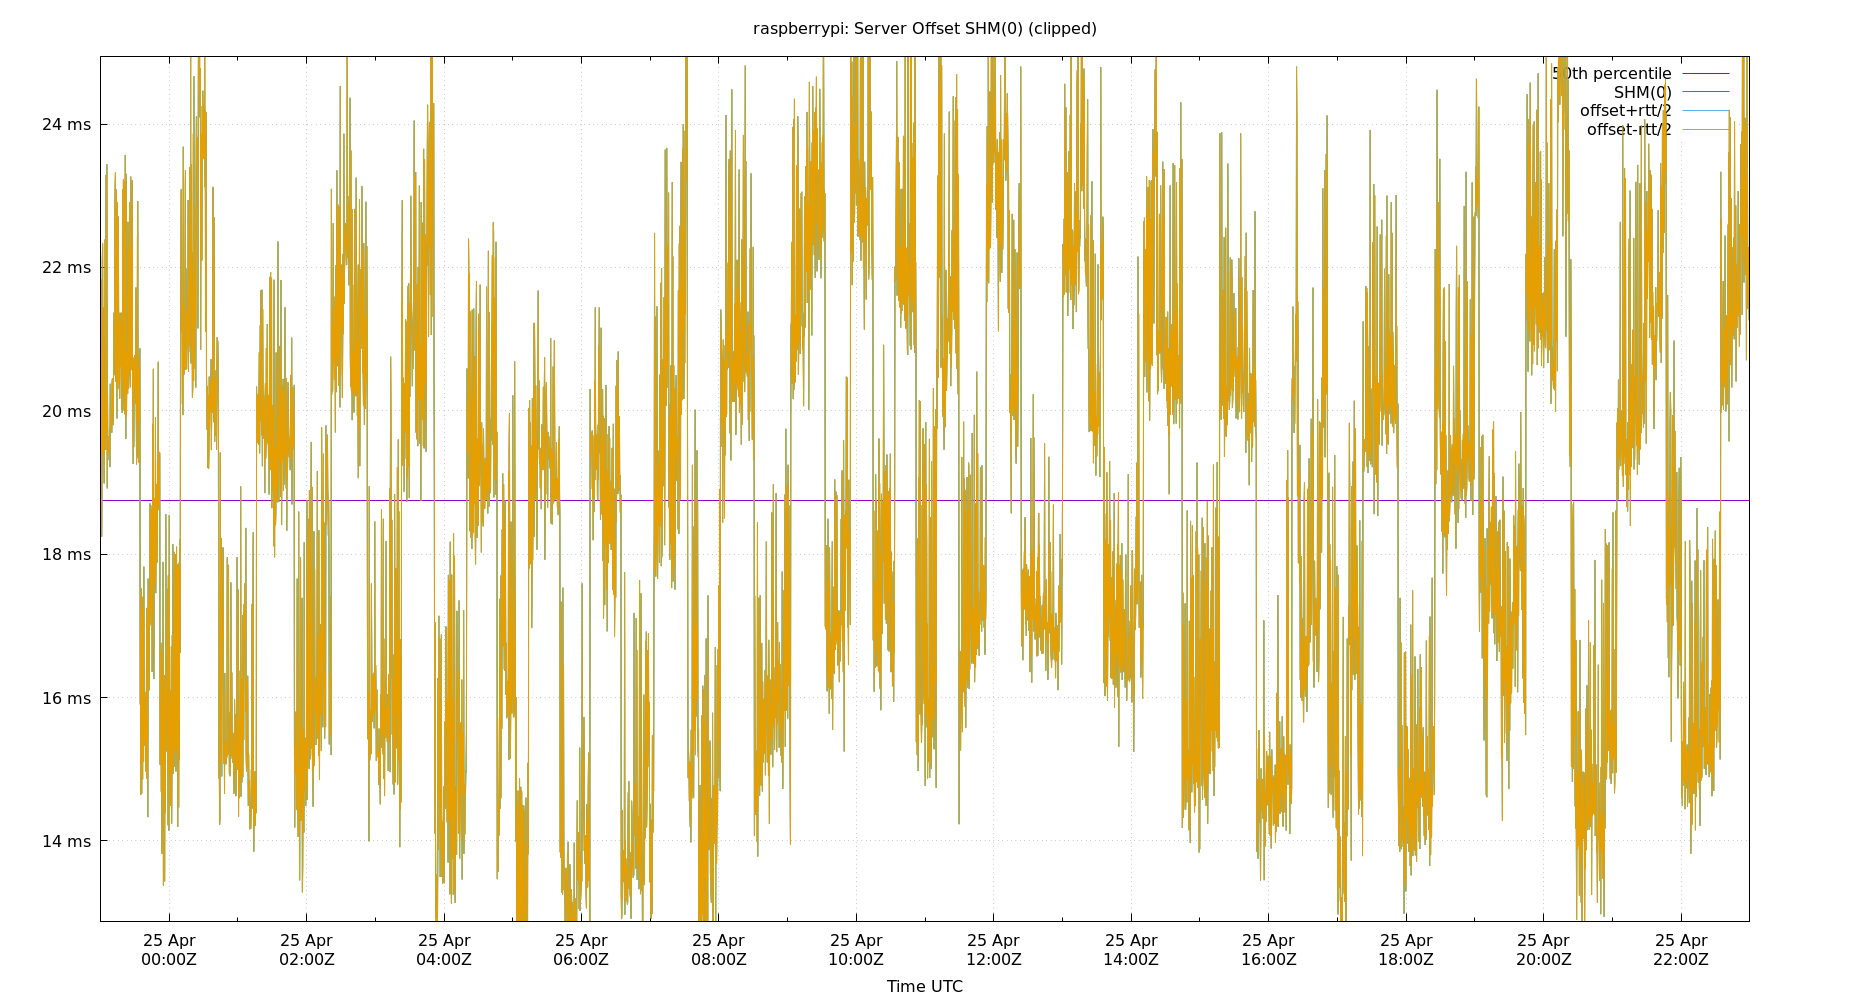 raspberrypi: Server Offset SHM(0) (clipped)
50th percentile
SHM(0)
offset+rtt/2
offset-rtt/2
24 ms
22 ms
20 ms
18 ms
16 ms
14 ms
25 Apr 25 Apr 25 Apr 25 Apr 25 Apr 25 Apr 25 Apr 25 Apr 25 Apr 25 Apr 25 Apr 25 Apr
00:00Z 02:00Z 04:00Z 06:00Z 08:00Z 10:00Z 12:00Z 14:00Z 16:00Z 18:00Z 20:00Z 22:00Z
Time UTC